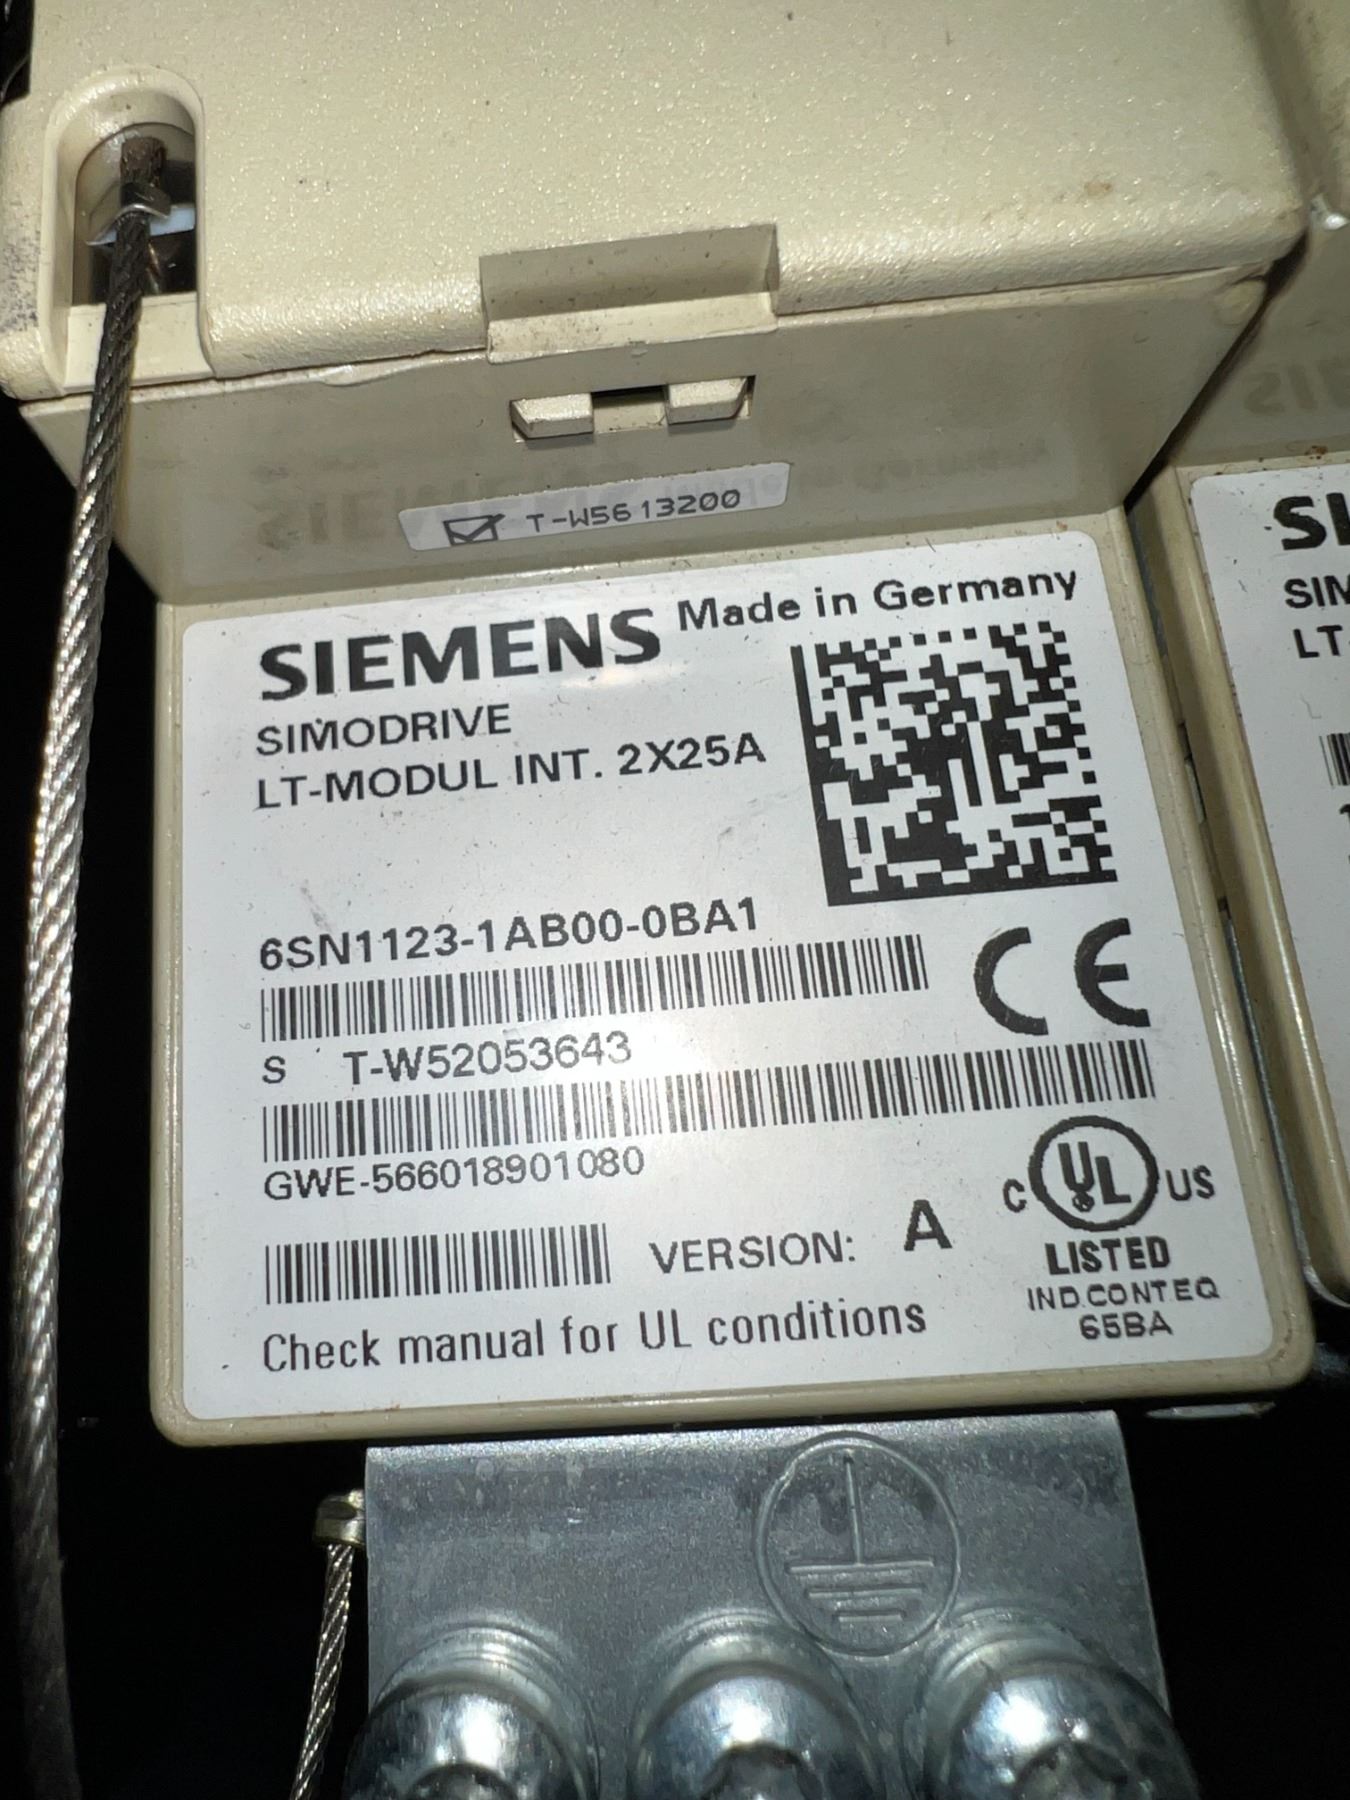 T-W5613200
SIEMENS Made in Germany
SIMODRIVE
LT-MODUL INT. 2X25A
6SN1123-1AB00-0BA1
CE
S T-W52053643
GWE-566018901080
VERSION: A
C UL US
LISTED
IND.CONT.EQ
65BA
Check manual for UL conditions